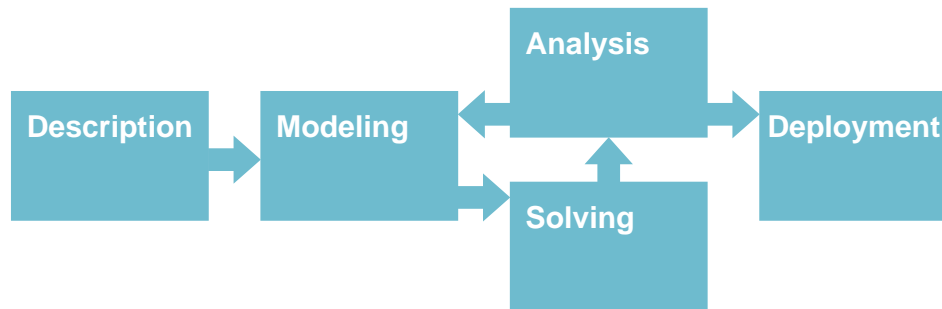 Description
Modeling
Analysis
Solving
Deployment